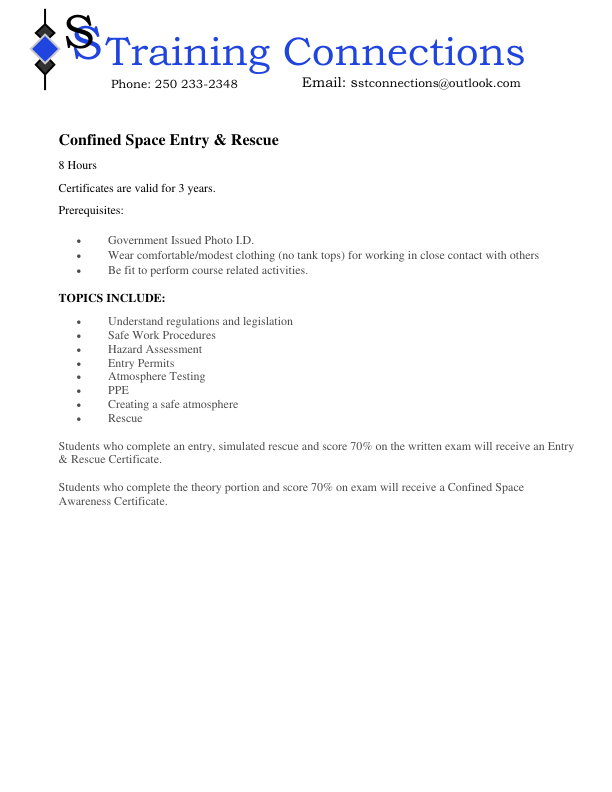 SS Training Connections
Phone: 250 233-2348 Email: sstconnections@outlook.com
Confined Space Entry & Rescue
8 Hours
Certificates are valid for 3 years.
Prerequisites:
• Government Issued Photo I.D.
• Wear comfortable/modest clothing (no tank tops) for working in close contact with others
• Be fit to perform course related activities.
TOPICS INCLUDE:
• Understand regulations and legislation
• Safe Work Procedures
• Hazard Assessment
• Entry Permits
• Atmosphere Testing
• PPE
• Creating a safe atmosphere
• Rescue
Students who complete an entry, simulated rescue and score 70% on the written exam will receive an Entry
& Rescue Certificate.
Students who complete the theory portion and score 70% on exam will receive a Confined Space
Awareness Certificate.